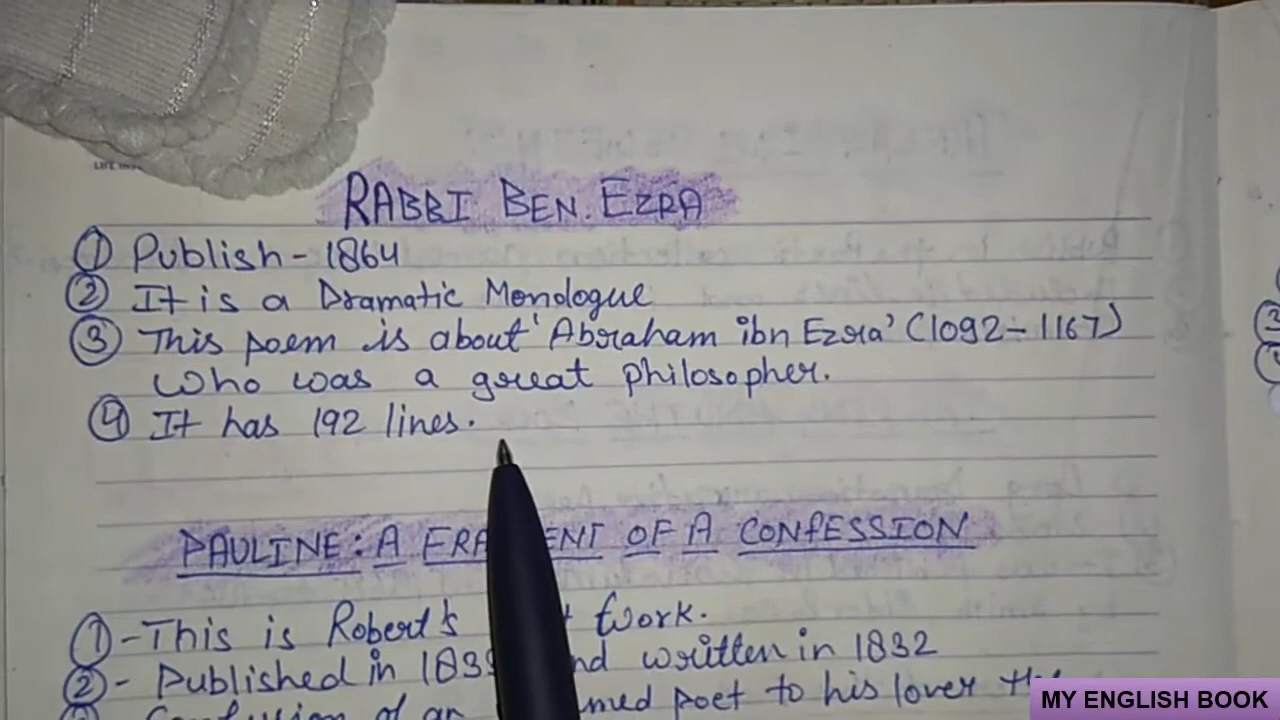 RABBI BEN. EZRA
① Publish - 1864
② It is a Dramatic Monologue
③ This poem is about 'Abraham ibn Ezra' (1092 - 1167)
who was a great philosopher.
④ It has 192 lines.
PAULINE: A FRA ENT OF A CONFESSION
① - This is Robert's work.
② - Published in 183 nd written in 1832
of an med poet to his lover
MY ENGLISH BOOK